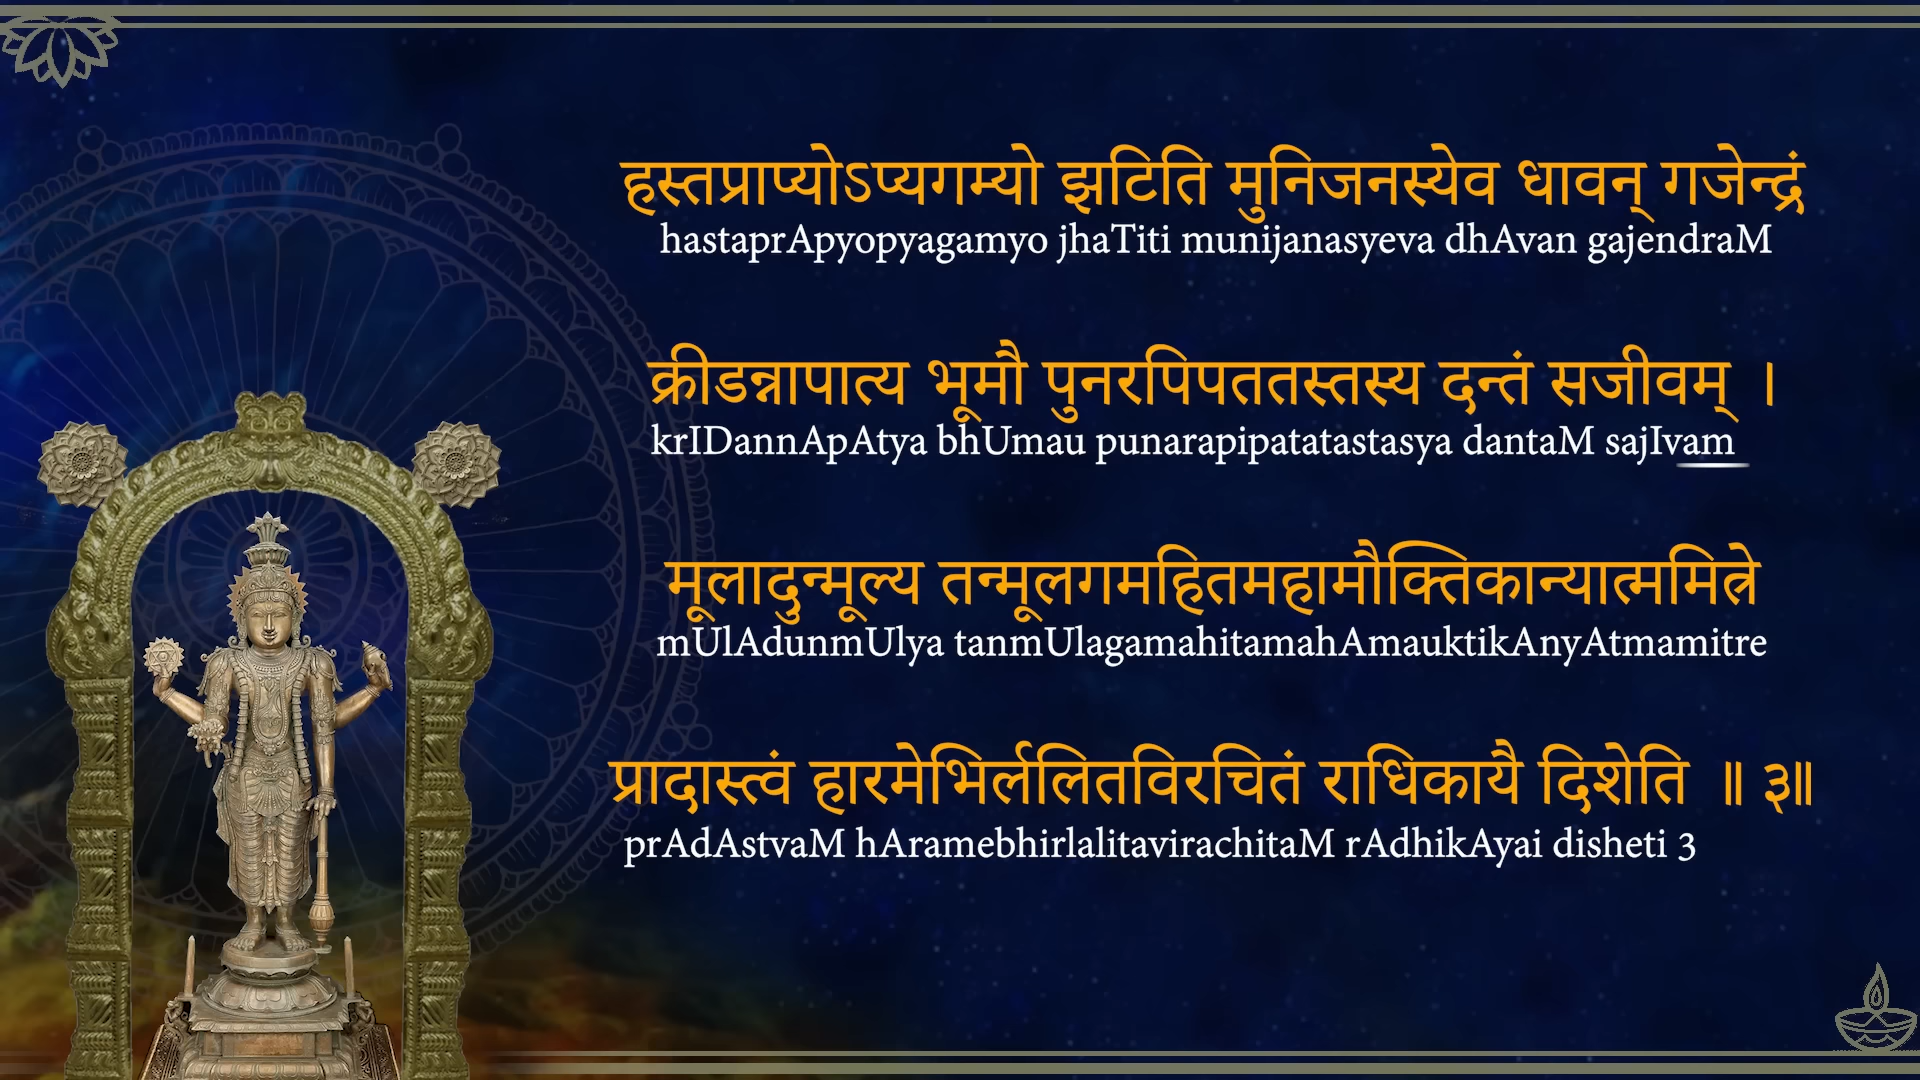 हस्तप्राप्योऽप्यगम्यो झटिति मुनिजनस्येव धावन् गजेन्द्रं
hastaprApyopyagamyo jhaTiti munijanasyeva dhAvan gajendraM
क्रीडन्नापात्य भूमौ पुनरपिपततस्तस्य दन्तं सजीवम् ।
krIDannApAtya bhUmau punarapipatatastasya dantaM sajIvam
मूलादुन्मूल्य तन्मूलगमहितमहामौक्तिकान्यात्ममित्रे
mUlAdunmUlya tanmUlagamahitamahAmauktikAnyAtmamitre
प्रादास्त्वं हारमेभिर्ललितविरचितं राधिकायै दिशेति ॥ ३॥
prAdAstvaM hAramebhirlalitavirachitaM rAdhikAyai disheti 3